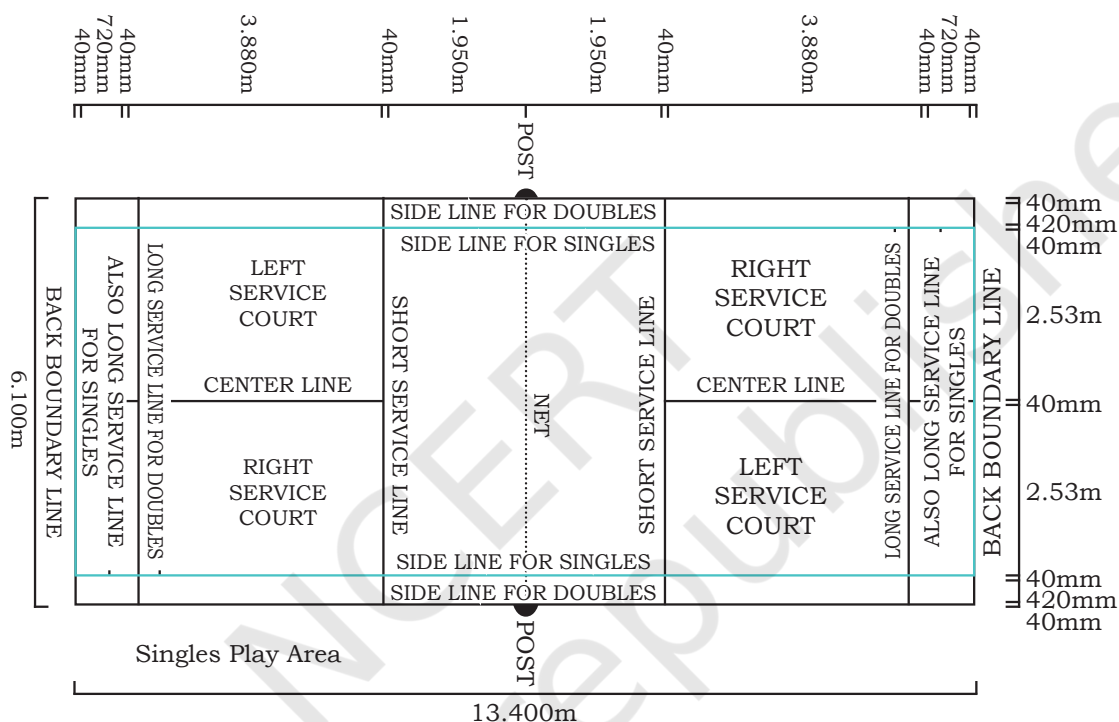 40mm
720mm
40mm
3.880m
40mm
1.950m
1.950m
40mm
3.880m
40mm
720mm
40mm
POST
SIDE LINE FOR DOUBLES
SIDE LINE FOR SINGLES
40mm
420mm
40mm
2.53m
40mm
2.53m
40mm
420mm
40mm
6.100m
BACK BOUNDARY LINE
ALSO LONG SERVICE LINE
FOR SINGLES
LONG SERVICE LINE FOR DOUBLES
LEFT
SERVICE
COURT
CENTER LINE
RIGHT
SERVICE
COURT
SHORT SERVICE LINE
NET
SHORT SERVICE LINE
RIGHT
SERVICE
COURT
CENTER LINE
LEFT
SERVICE
COURT
LONG SERVICE LINE FOR DOUBLES
ALSO LONG SERVICE LINE
FOR SINGLES
BACK BOUNDARY LINE
SIDE LINE FOR SINGLES
SIDE LINE FOR DOUBLES
POST
Singles Play Area
13.400m
NCERT
republishe